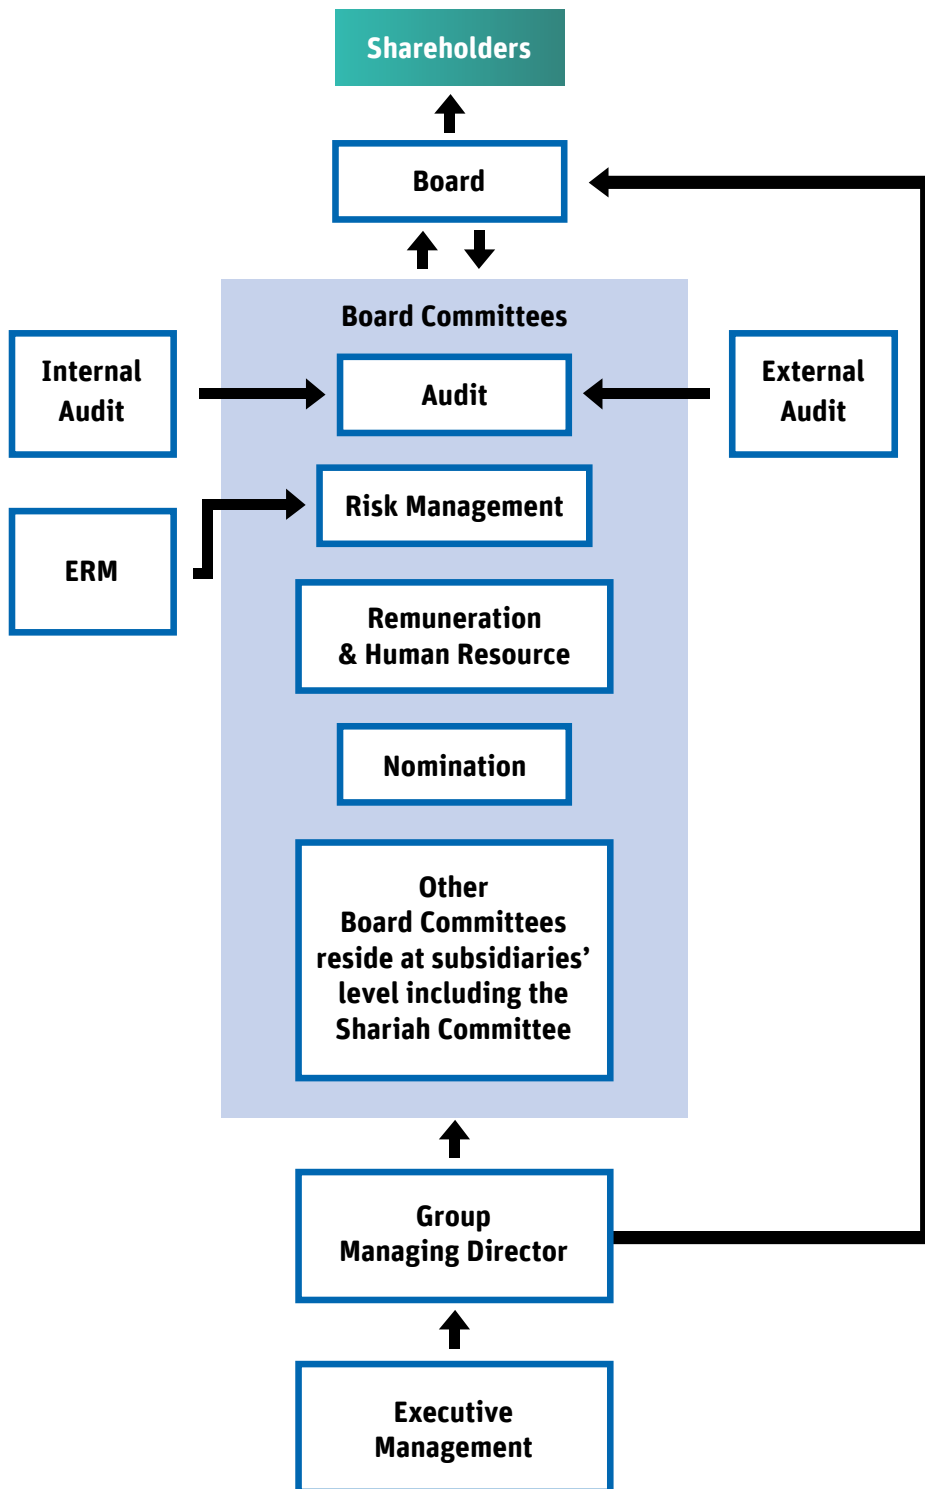 Shareholders
Board
Board Committees
Internal
Audit
Audit
External
Audit
Risk Management
ERM
Remuneration
& Human Resource
Nomination
Other
Board Committees
reside at subsidiaries’
level including the
Shariah Committee
Group
Managing Director
Executive
Management